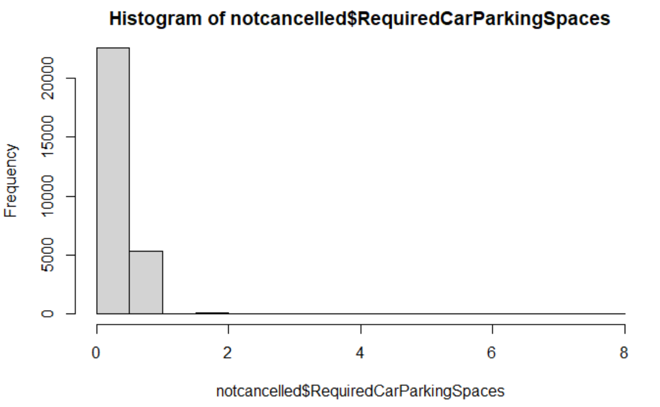 Histogram of notcancelled$RequiredCarParkingSpaces
Frequency
20000
15000
10000
5000
0
0 2 4 6 8
notcancelled$RequiredCarParkingSpaces